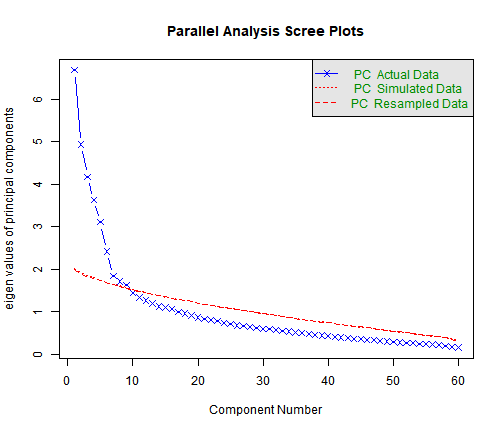 Parallel Analysis Scree Plots
PC Actual Data
PC Simulated Data
PC Resampled Data
eigen values of principal components
6
5
4
3
2
1
0
0 10 20 30 40 50 60
Component Number